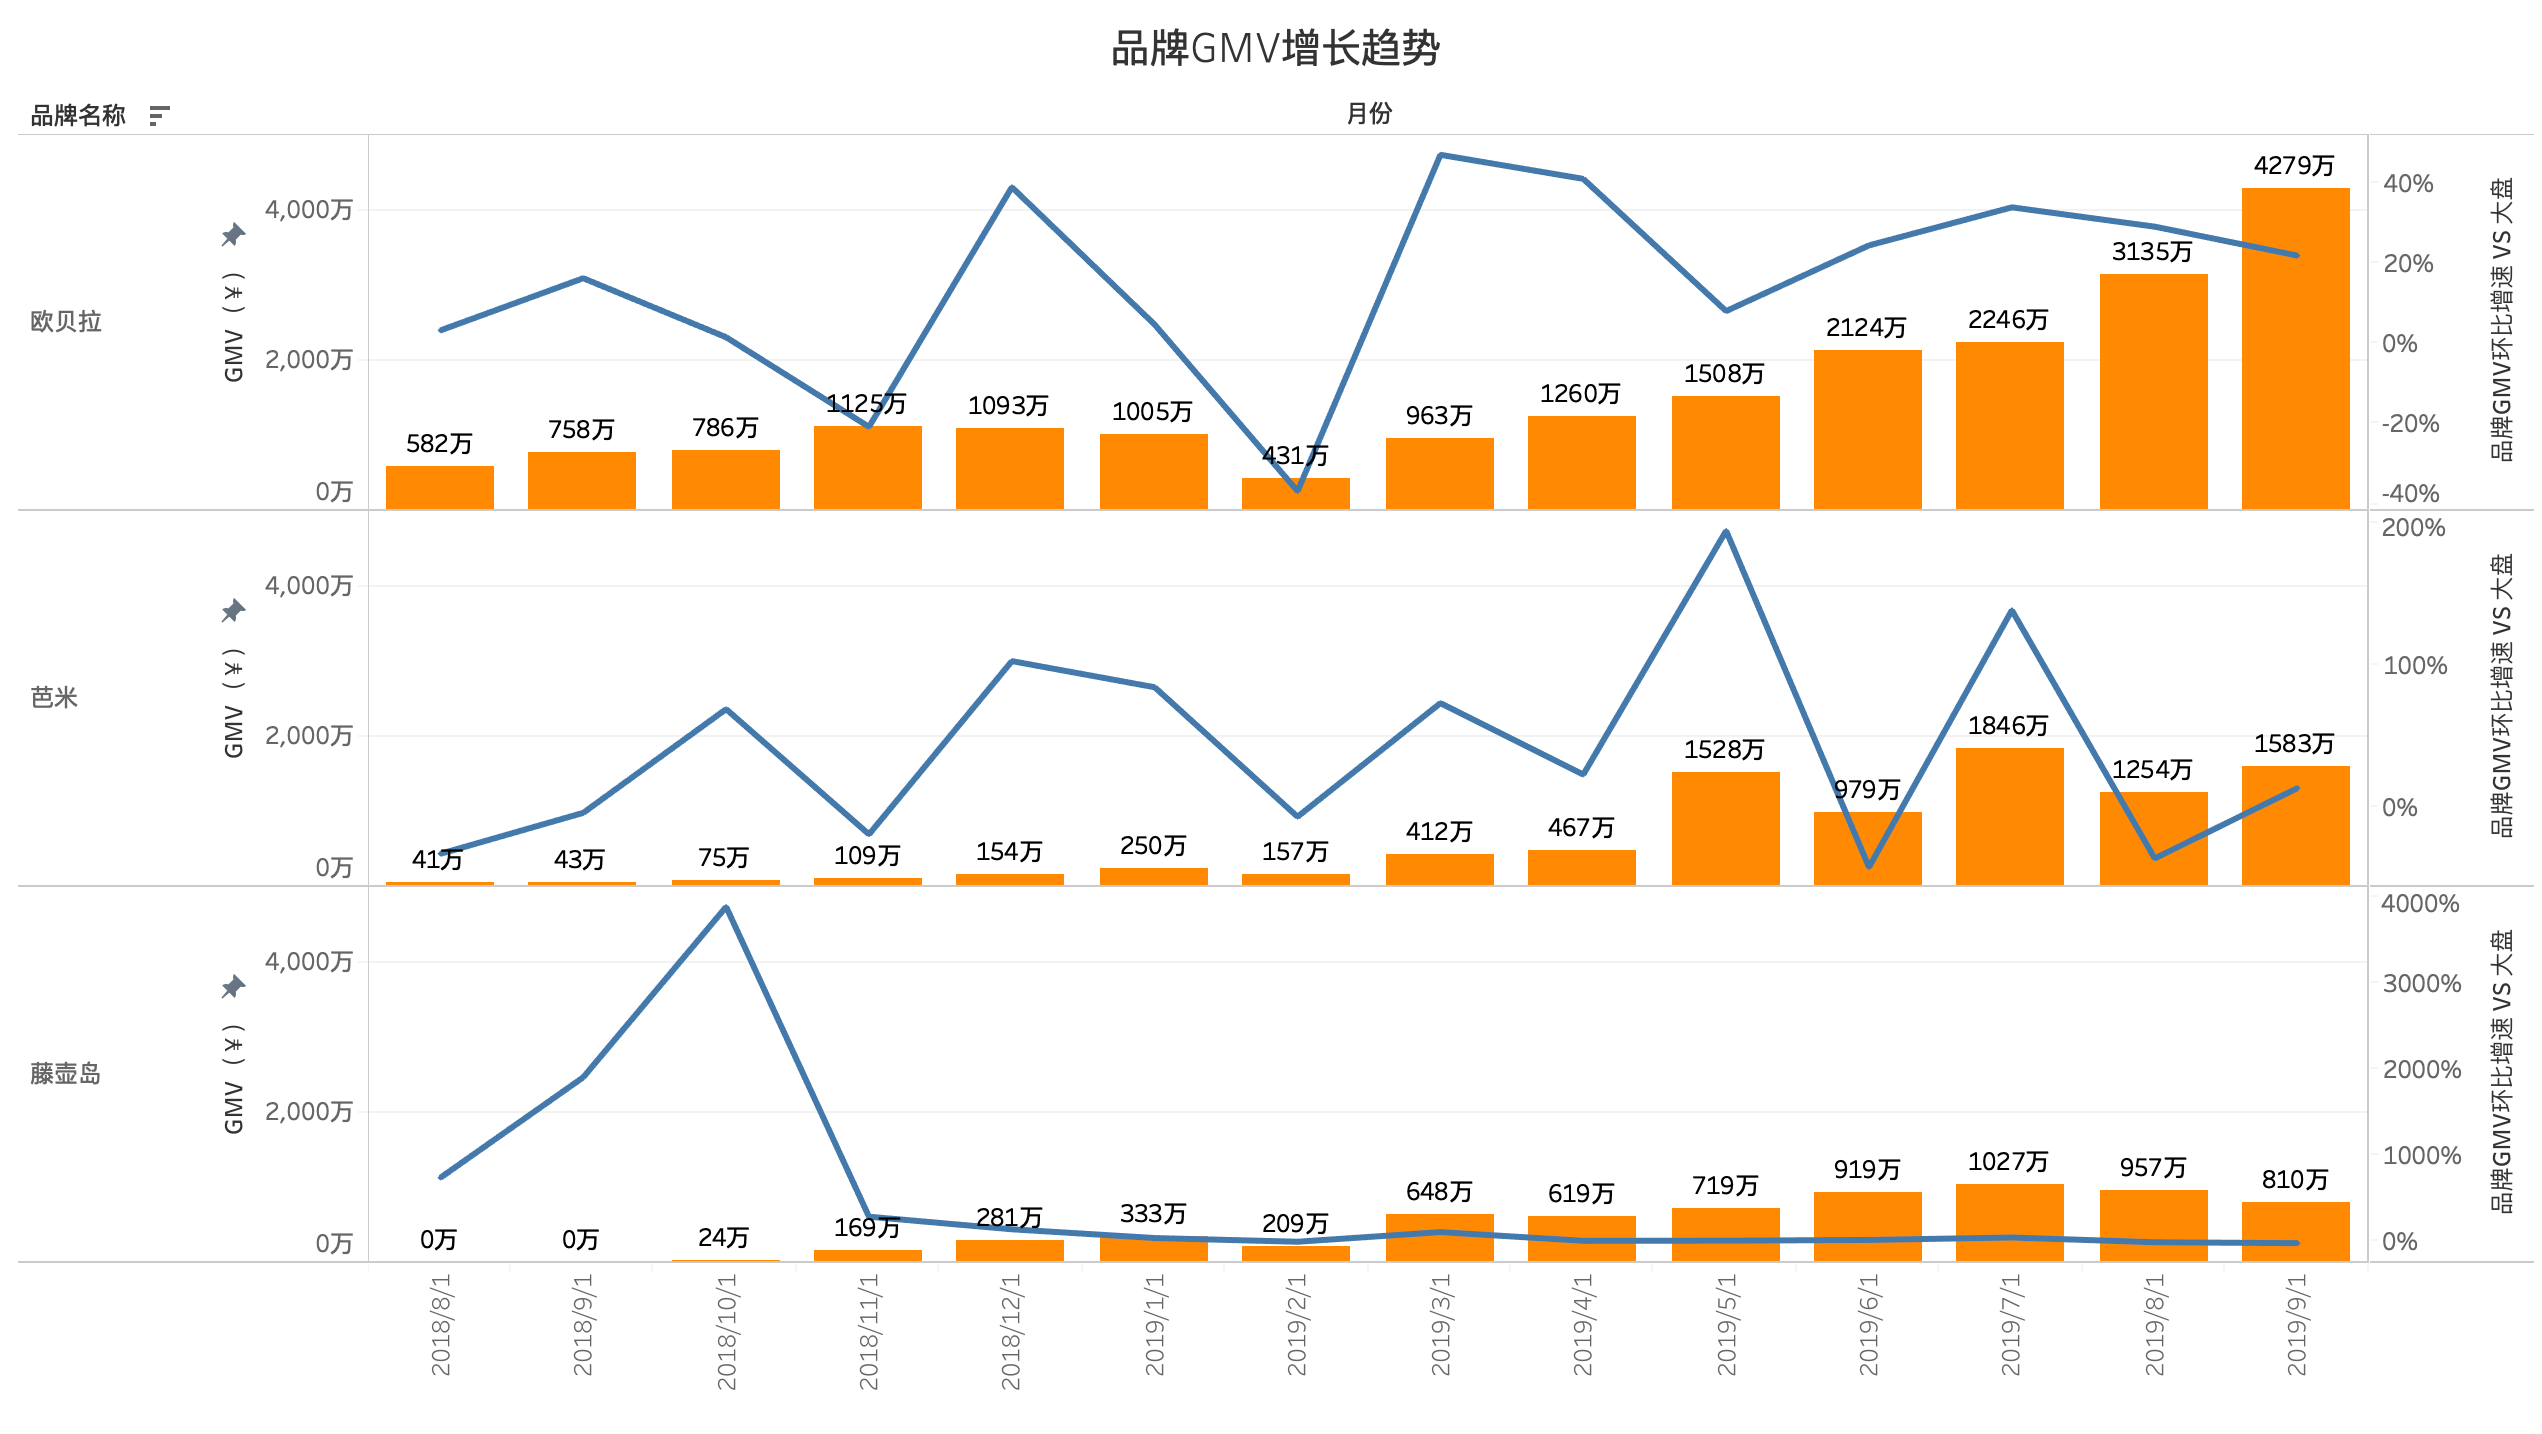 品牌GMV增长趋势
品牌名称
月份
欧贝拉
GMV（¥）
4,000万
2,000万
0万
582万
758万
786万
1125万
1093万
1005万
431万
963万
1260万
1508万
2124万
2246万
3135万
4279万
40%
20%
0%
-20%
-40%
品牌GMV环比增速 VS 大盘
芭米
GMV（¥）
4,000万
2,000万
0万
41万
43万
75万
109万
154万
250万
157万
412万
467万
1528万
979万
1846万
1254万
1583万
200%
100%
0%
品牌GMV环比增速 VS 大盘
藤壶岛
GMV（¥）
4,000万
2,000万
0万
0万
0万
24万
169万
281万
333万
209万
648万
619万
719万
919万
1027万
957万
810万
4000%
3000%
2000%
1000%
0%
品牌GMV环比增速 VS 大盘
2018/8/1
2018/9/1
2018/10/1
2018/11/1
2018/12/1
2019/1/1
2019/2/1
2019/3/1
2019/4/1
2019/5/1
2019/6/1
2019/7/1
2019/8/1
2019/9/1